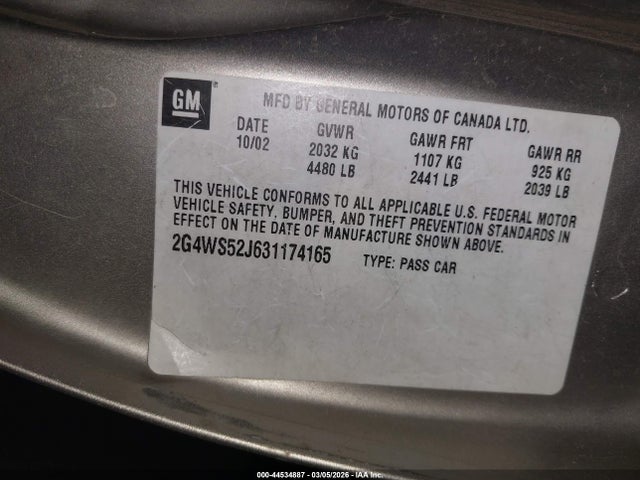 GM
MFD BY GENERAL MOTORS OF CANADA LTD.
DATE GVWR GAWR FRT GAWR RR
10/02 2032 KG 1107 KG 925 KG
4480 LB 2441 LB 2039 LB
THIS VEHICLE CONFORMS TO ALL APPLICABLE U.S. FEDERAL MOTOR
VEHICLE SAFETY, BUMPER, AND THEFT PREVENTION STANDARDS IN
EFFECT ON THE DATE OF MANUFACTURE SHOWN ABOVE.
2G4WS52J631174165 TYPE: PASS CAR
000-44534887 | 03/05/2026 | IAA Inc.